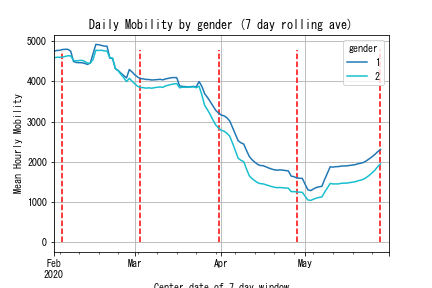 Daily Mobility by gender (7 day rolling ave)
5000
4000
3000
2000
1000
0
Mean Hourly Mobility
gender
1
2
Feb Mar Apr May
2020
Center date of 7 day window